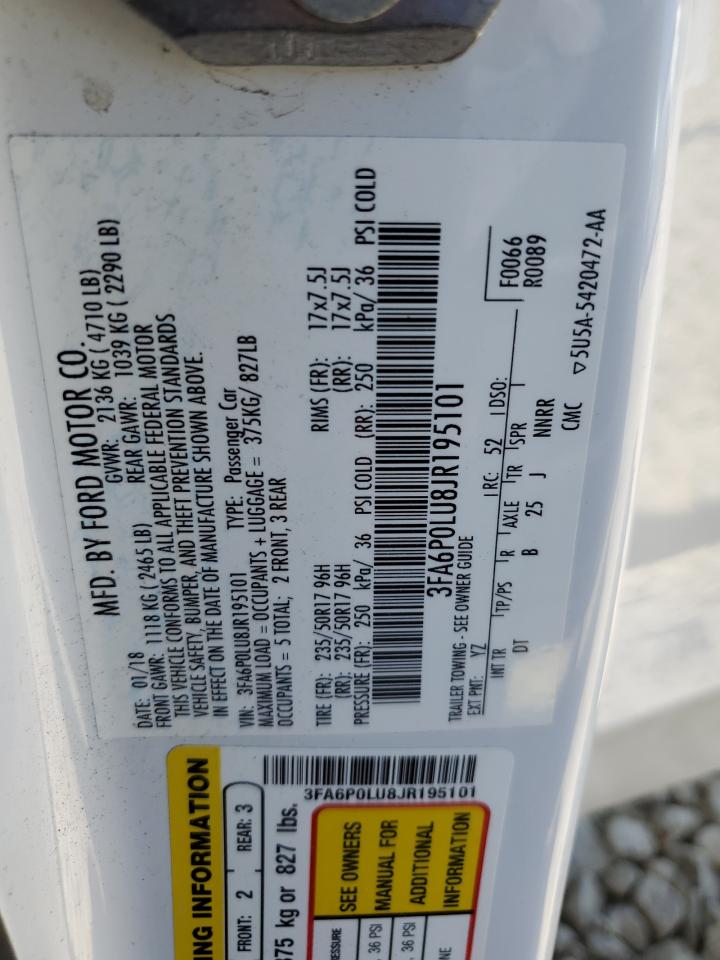 MFD. BY FORD MOTOR CO.
DATE: 01/18 GVWR: 2136 KG ( 4710 LB)
FRONT GAWR: 1118 KG ( 2465 LB) REAR GAWR: 1039 KG ( 2290 LB)
THIS VEHICLE CONFORMS TO ALL APPLICABLE FEDERAL MOTOR
VEHICLE SAFETY, BUMPER, AND THEFT PREVENTION STANDARDS
IN EFFECT ON THE DATE OF MANUFACTURE SHOWN ABOVE.
VIN: 3FA6P0LU8JR195101 TYPE: Passenger Car
MAXIMUM LOAD = OCCUPANTS + LUGGAGE = 375KG/ 827LB
OCCUPANTS = 5 TOTAL; 2 FRONT, 3 REAR
TIRE (FR): 235/50R17 96H RIMS (FR): 17x7.5J
(RR): 235/50R17 96H (RR): 17x7.5J
PRESSURE (FR): 250 kPa/ 36 PSI COLD (RR): 250 kPa/ 36 PSI COLD
3FA6P0LU8JR195101
TRAILER TOWING - SEE OWNER GUIDE
EXT PNT: YZ RC: 52 DSO: F0066
R0089
INT TR TP/PS R AXLE TR SPR
DT B 25 J NNRR
CMC
▽5U5A-5420472-AA
3FA6P0LU8JR195101
ING INFORMATION
FRONT: 2 REAR: 3
375 kg or 827 lbs.
SEE OWNERS
MANUAL FOR
ADDITIONAL
INFORMATION
PRESSURE
, 36 PSI
, 36 PSI